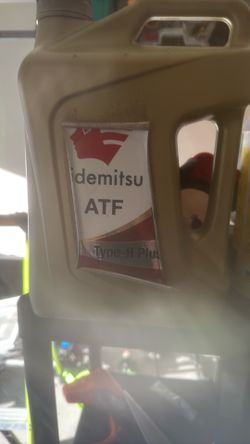 idemitsu
ATF
Type-H Plus